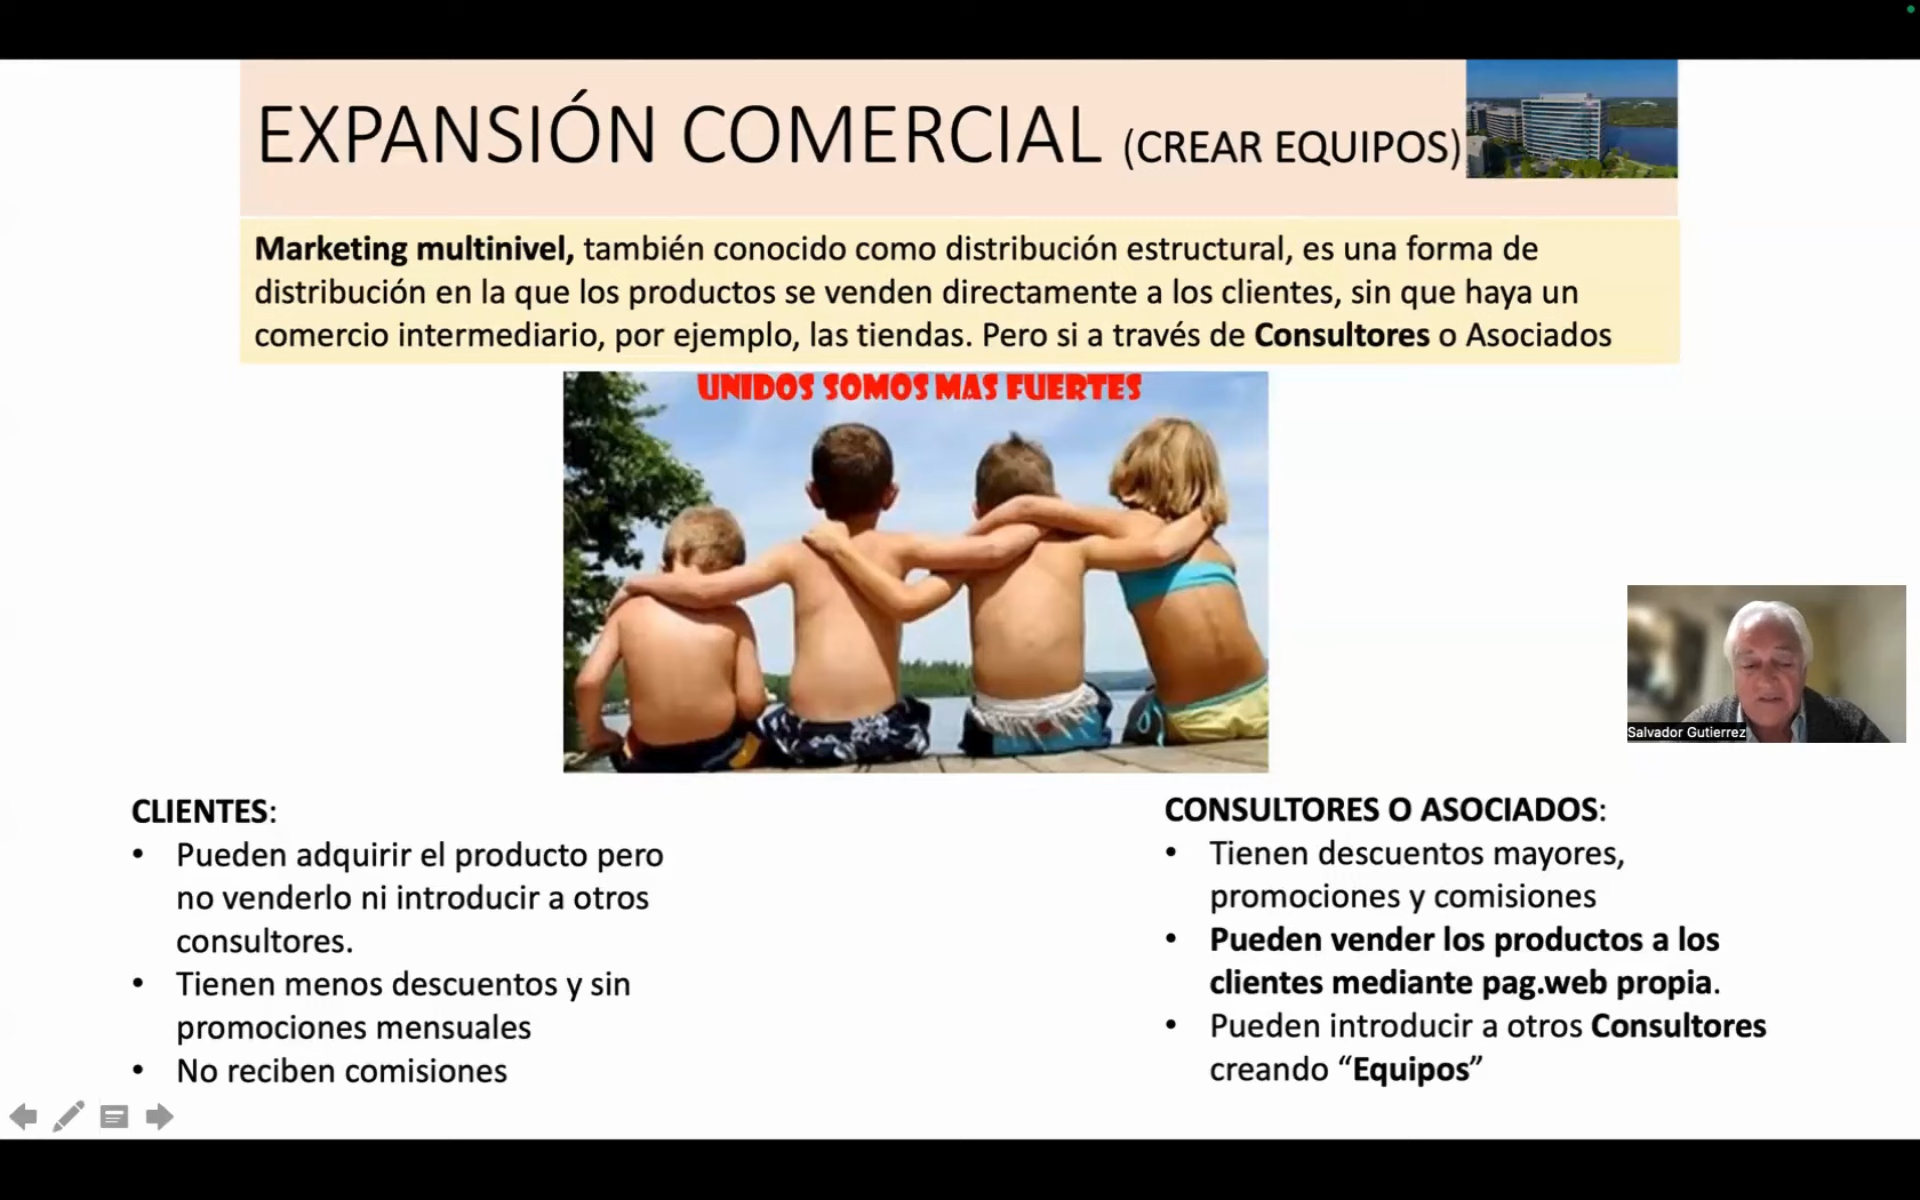 EXPANSIÓN COMERCIAL (CREAR EQUIPOS)
Marketing multinivel, también conocido como distribución estructural, es una forma de
distribución en la que los productos se venden directamente a los clientes, sin que haya un
comercio intermediario, por ejemplo, las tiendas. Pero si a través de Consultores o Asociados
UNIDOS SOMOS MAS FUERTES
Salvador Gutierrez
CLIENTES:
• Pueden adquirir el producto pero
no venderlo ni introducir a otros
consultores.
• Tienen menos descuentos y sin
promociones mensuales
• No reciben comisiones
CONSULTORES O ASOCIADOS:
• Tienen descuentos mayores,
promociones y comisiones
• Pueden vender los productos a los
clientes mediante pag.web propia.
• Pueden introducir a otros Consultores
creando “Equipos”